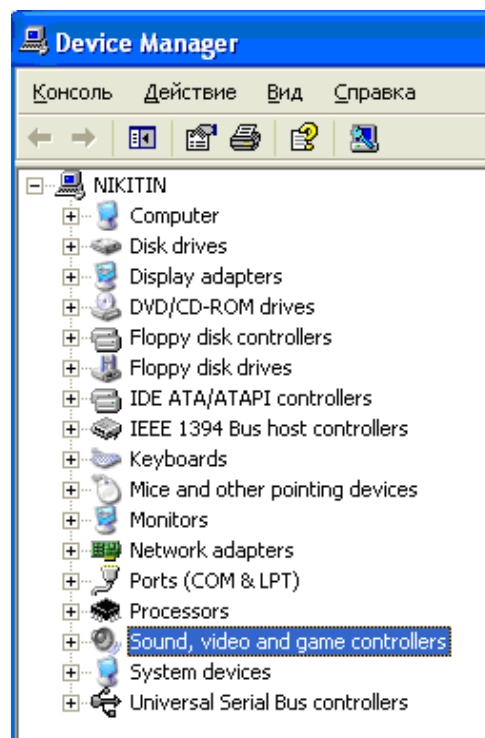 Device Manager
Консоль Действие Вид Справка
NIKITIN
Computer
Disk drives
Display adapters
DVD/CD-ROM drives
Floppy disk controllers
Floppy disk drives
IDE ATA/ATAPI controllers
IEEE 1394 Bus host controllers
Keyboards
Mice and other pointing devices
Monitors
Network adapters
Ports (COM & LPT)
Processors
Sound, video and game controllers
System devices
Universal Serial Bus controllers